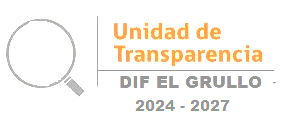 Unidad de
Transparencia
DIF EL GRULLO
2024 - 2027